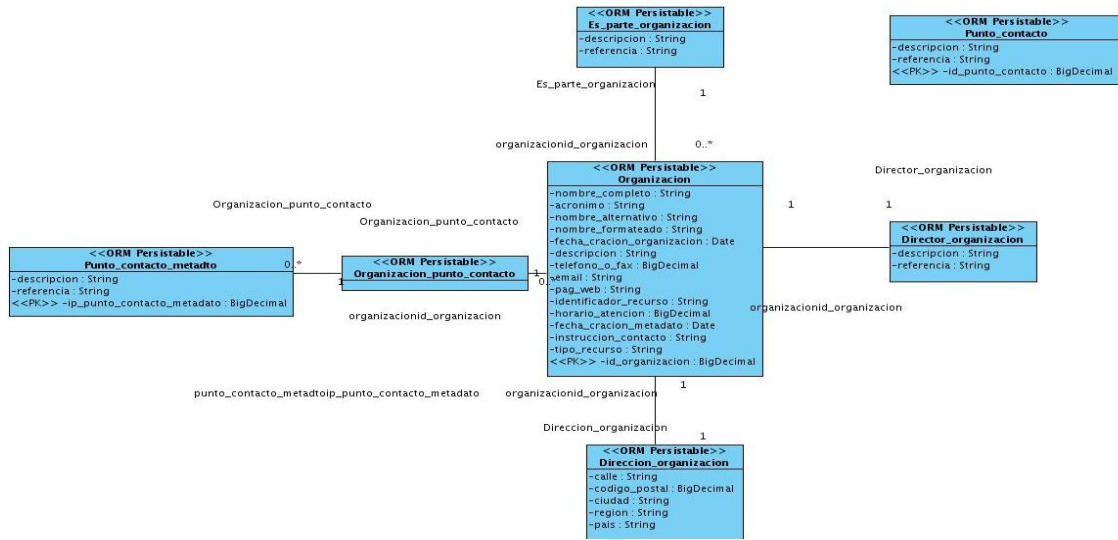 <<ORM Persistable>>
Es_parte_organizacion
-descripcion : String
-referencia : String
<<ORM Persistable>>
Punto_contacto
-descripcion : String
-referencia : String
<<PK>> -id_punto_contacto : BigDecimal
Es_parte_organizacion
1
organizacionid_organizacion
0..*
<<ORM Persistable>>
Organizacion
-nombre_completo : String
-acronimo : String
-nombre_alternativo : String
-nombre_formateado : String
-fecha_cracion_organizacion : Date
-descripcion : String
-telefono_o_fax : BigDecimal
-email : String
-pag_web : String
-identificador_recurso : String
-horario_atencion : BigDecimal
-fecha_cracion_metadato : Date
-instruccion_contacto : String
-tipo_recurso : String
<<PK>> -id_organizacion : BigDecimal
Director_organizacion
1
1
<<ORM Persistable>>
Director_organizacion
-descripcion : String
-referencia : String
organizacionid_organizacion
Organizacion_punto_contacto
Organizacion_punto_contacto
<<ORM Persistable>>
Punto_contacto_metadto
-descripcion : String
-referencia : String
<<PK>> -ip_punto_contacto_metadato : BigDecimal
0..*
1
<<ORM Persistable>>
Organizacion_punto_contacto
1
0..*
organizacionid_organizacion
punto_contacto_metadtoip_punto_contacto_metadato
organizacionid_organizacion
1
Direccion_organizacion
1
<<ORM Persistable>>
Direccion_organizacion
-calle : String
-codigo_postal : BigDecimal
-ciudad : String
-region : String
-pais : String